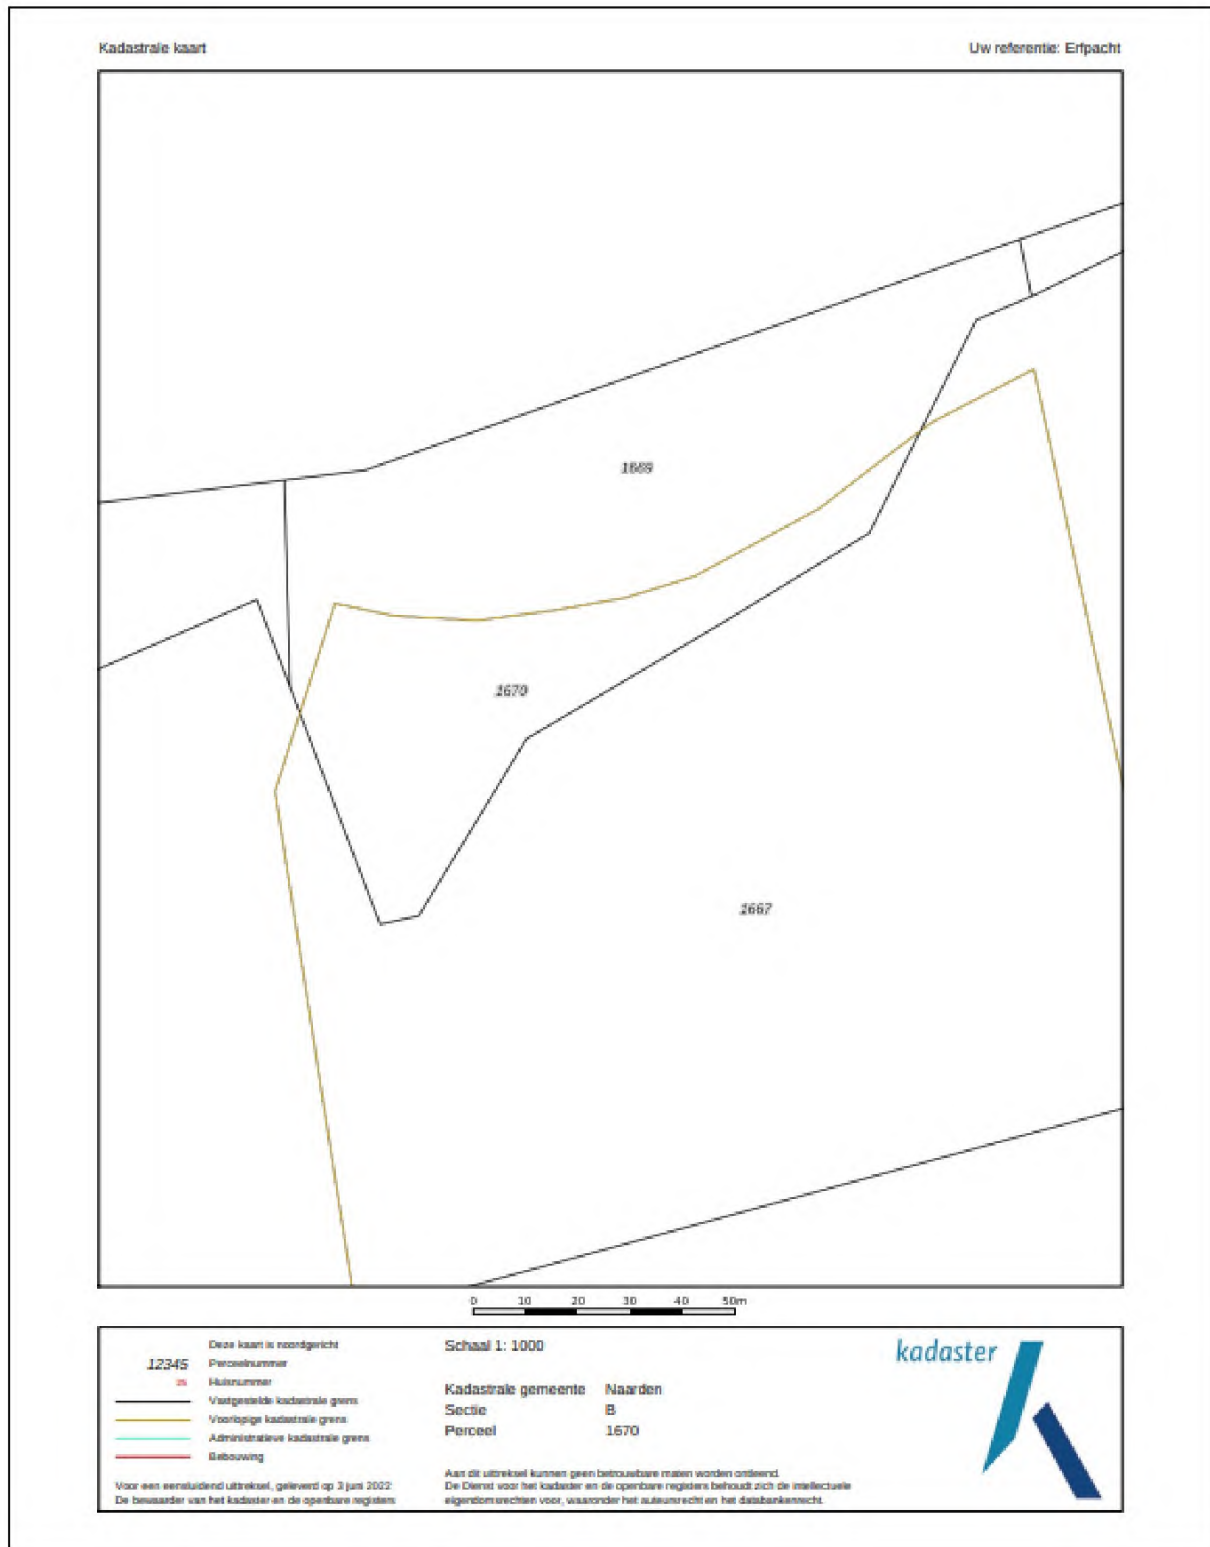 Kadastrale kaart
Uw referentie: Erfpacht
1669
1670
1667
0 10 20 30 40 50m
Deze kaart is noordgericht
12345 Perceelnummer
25 Huisnummer
Vastgestelde kadastrale grens
Voorlopige kadastrale grens
Administratieve kadastrale grens
Bebouwing
Voor een eensluidend uittreksel, geleverd op 3 juni 2022
De bewaarder van het kadaster en de openbare registers
Schaal 1: 1000
Kadastrale gemeente Naarden
Sectie B
Perceel 1670
Aan dit uittreksel kunnen geen betrouwbare maten worden ontleend.
De Dienst voor het kadaster en de openbare registers behoudt zich de intellectuele
eigendomsrechten voor, waaronder het auteursrecht en het databankenrecht.
kadaster